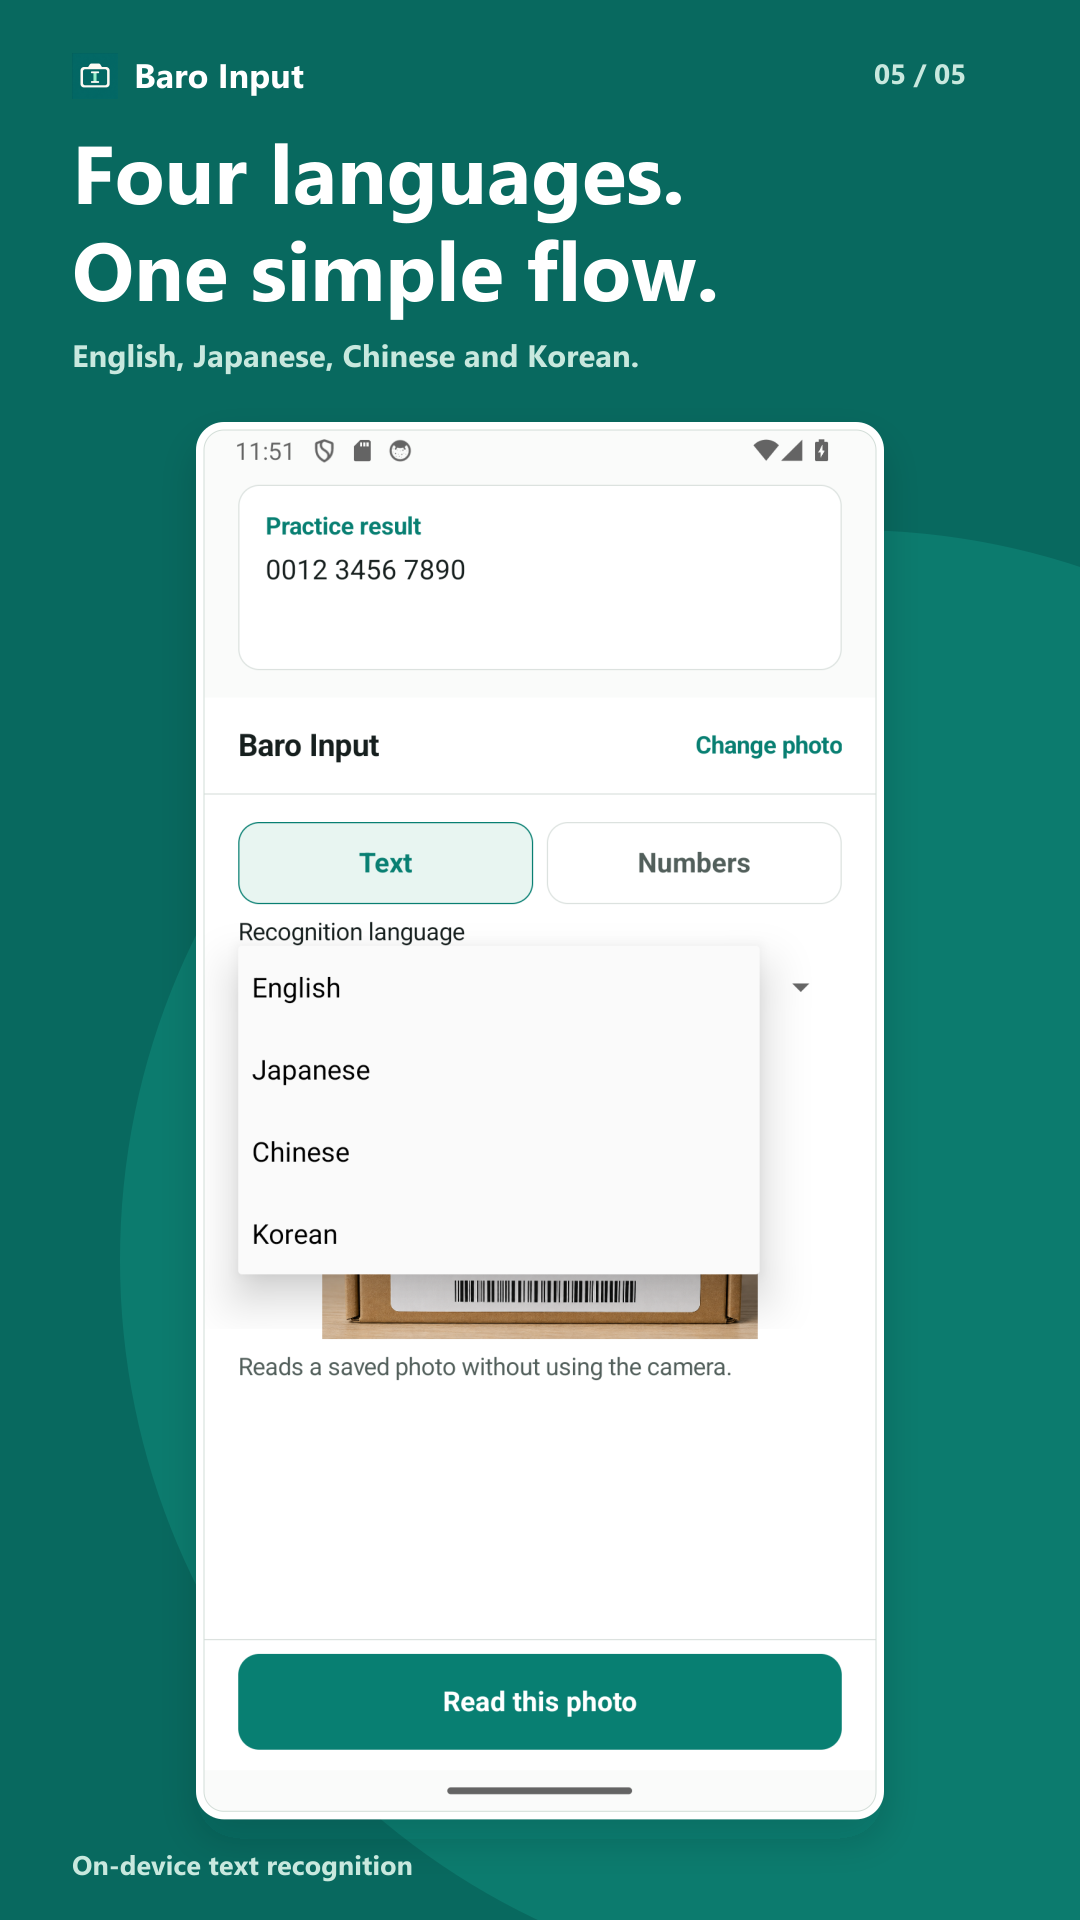 Baro Input
05 / 05
Four languages.
One simple flow.
English, Japanese, Chinese and Korean.
11:51
Practice result
0012 3456 7890
Baro Input
Change photo
Text
Numbers
Recognition language
English
Japanese
Chinese
Korean
Reads a saved photo without using the camera.
Read this photo
On-device text recognition